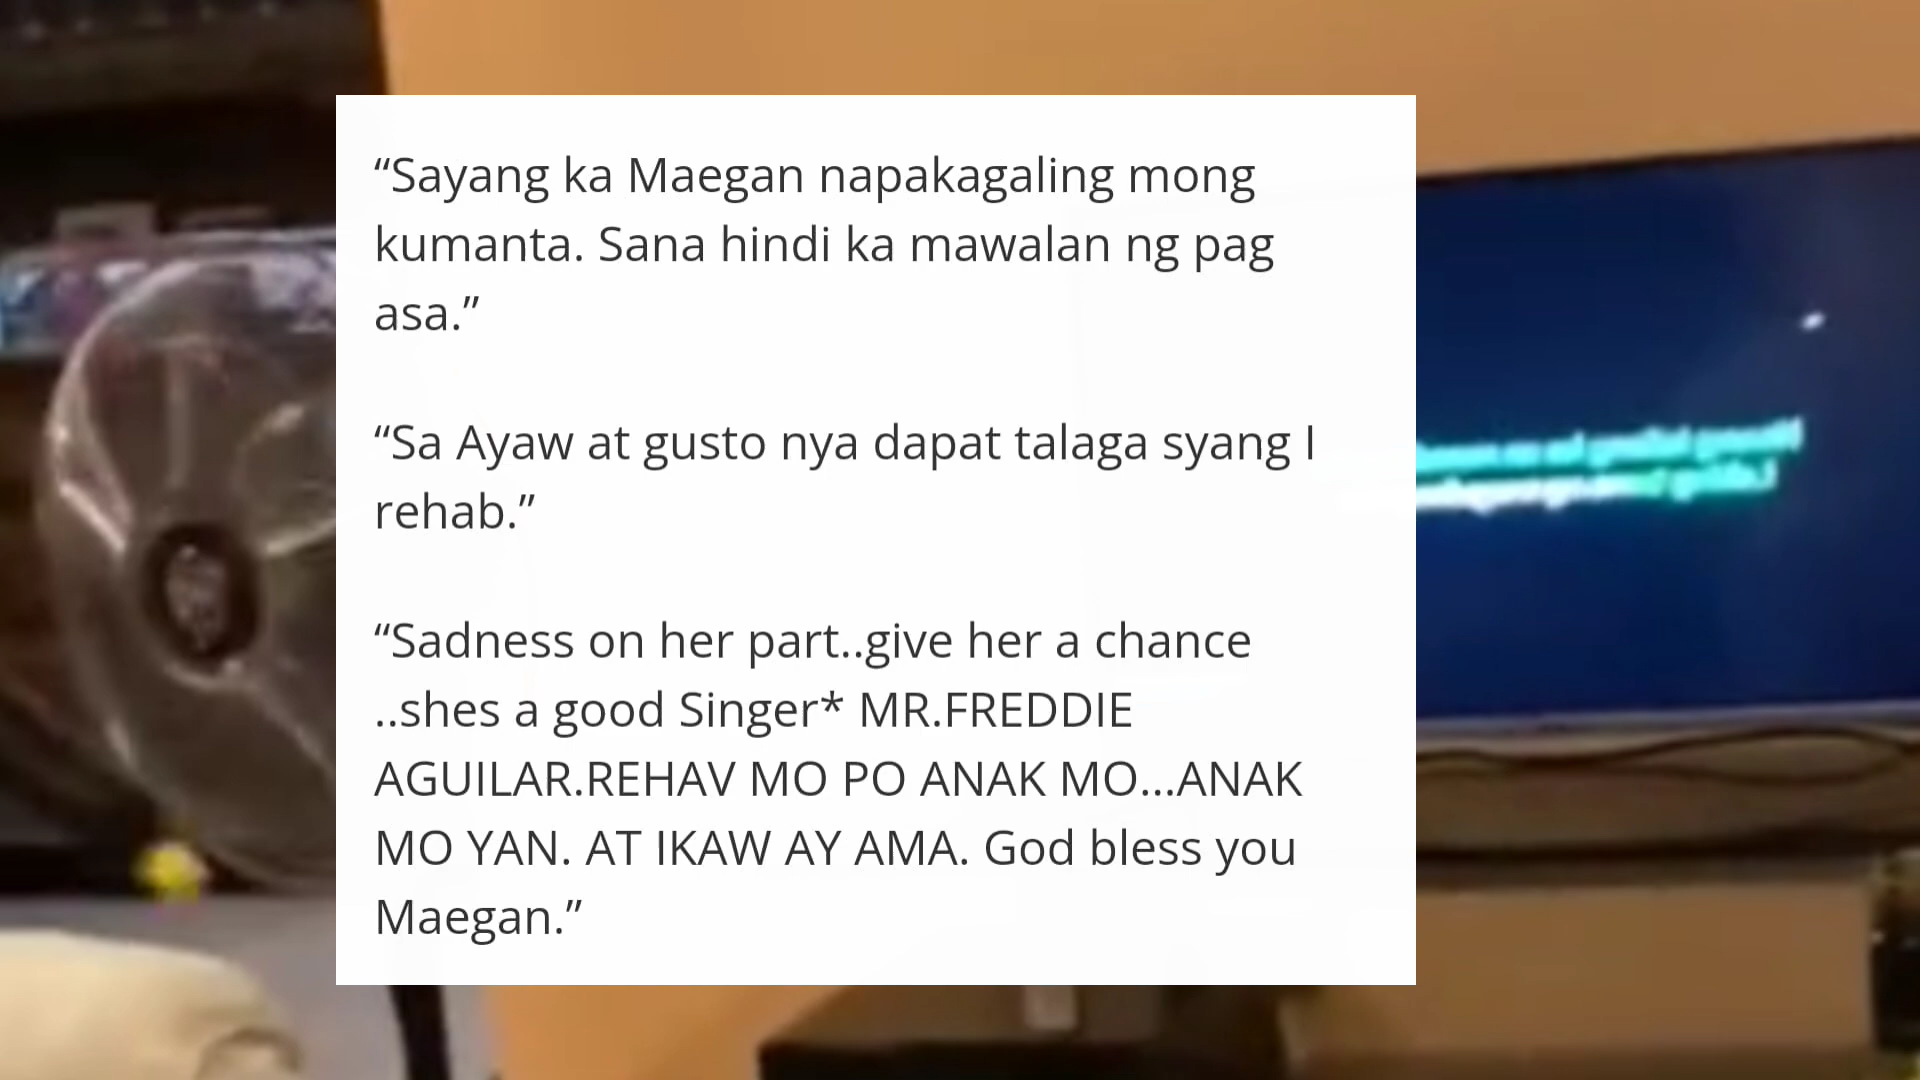 “Sayang ka Maegan napakagaling mong
kumanta. Sana hindi ka mawalan ng pag
asa.”
“Sa Ayaw at gusto nya dapat talaga syang I
rehab.”
“Sadness on her part..give her a chance
..shes a good Singer* MR.FREDDIE
AGUILAR.REHAV MO PO ANAK MO...ANAK
MO YAN. AT IKAW AY AMA. God bless you
Maegan.”